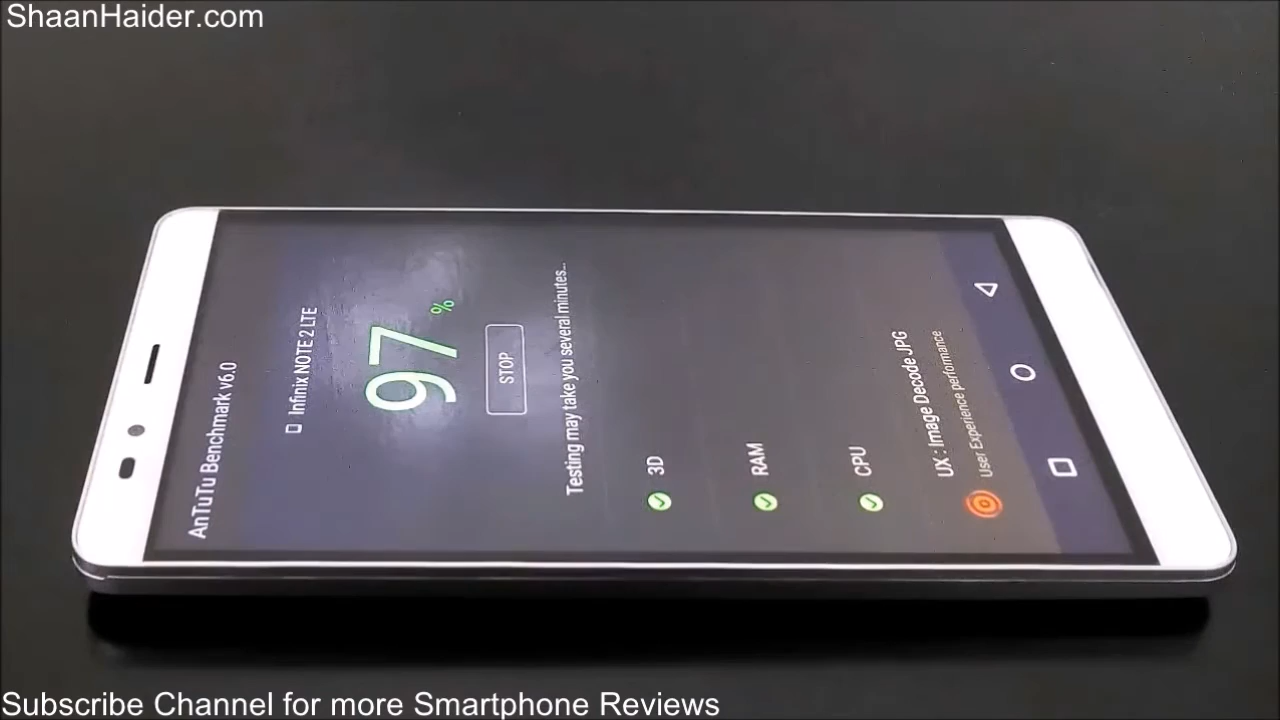 ShaanHaider.com
AnTuTu Benchmark v6.0
Infinix NOTE 2 LTE
97 %
STOP
Testing may take you several minutes...
3D
RAM
CPU
UX : Image Decode JPG
User Experience performance
Subscribe Channel for more Smartphone Reviews